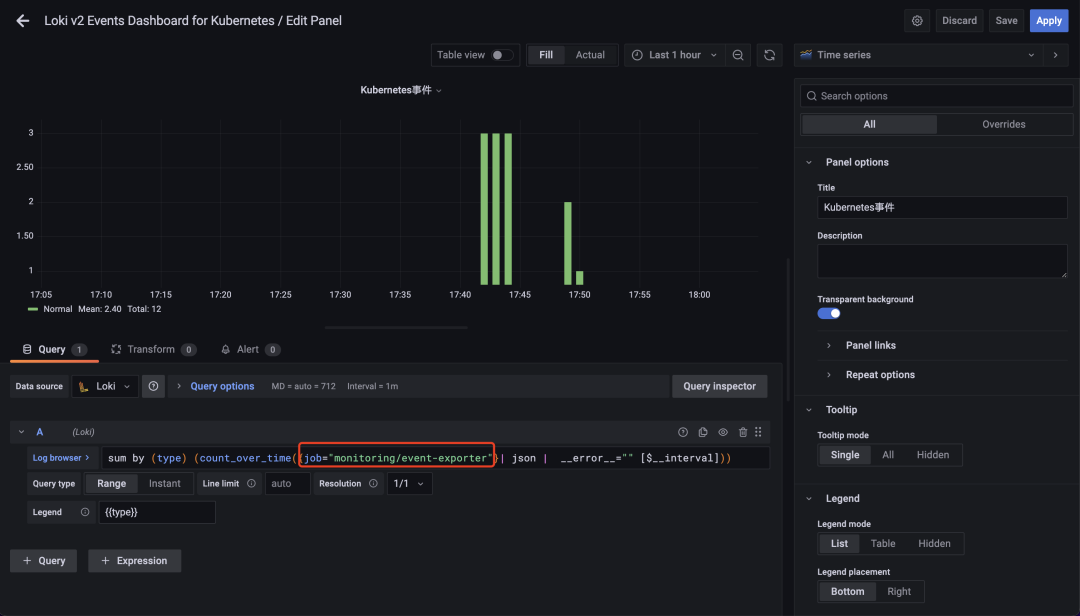 Loki v2 Events Dashboard for Kubernetes / Edit Panel
Discard Save Apply
Table view Fill Actual Last 1 hour Time series
Kubernetes事件
3
2.50
2
1.50
1
17:05 17:10 17:15 17:20 17:25 17:30 17:35 17:40 17:45 17:50 17:55 18:00
Normal Mean: 2.40 Total: 12
Query 1 Transform 0 Alert 0
Data source Loki Query options MD = auto = 712 Interval = 1m Query inspector
A (Loki)
Log browser > sum by (type) (count_over_time({job="monitoring/event-exporter"}| json | __error__="" [$__interval]))
Query type Range Instant Line limit auto Resolution 1/1
Legend {{type}}
+ Query + Expression
Search options
All Overrides
Panel options
Title
Kubernetes事件
Description
Transparent background
Panel links
Repeat options
Tooltip
Tooltip mode
Single All Hidden
Legend
Legend mode
List Table Hidden
Legend placement
Bottom Right